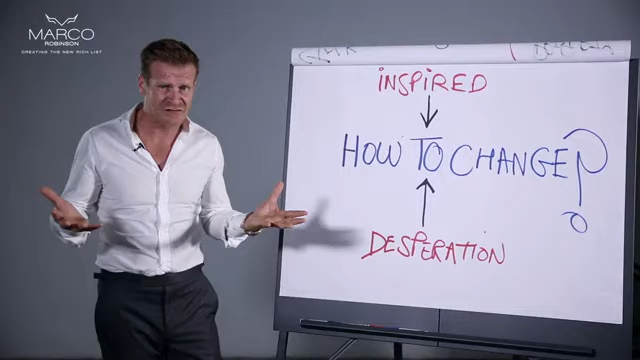 MARCO
ROBINSON
CREATING THE NEW RICH LIST
INSPIRED
HOW TO CHANGE?
DESPERATION